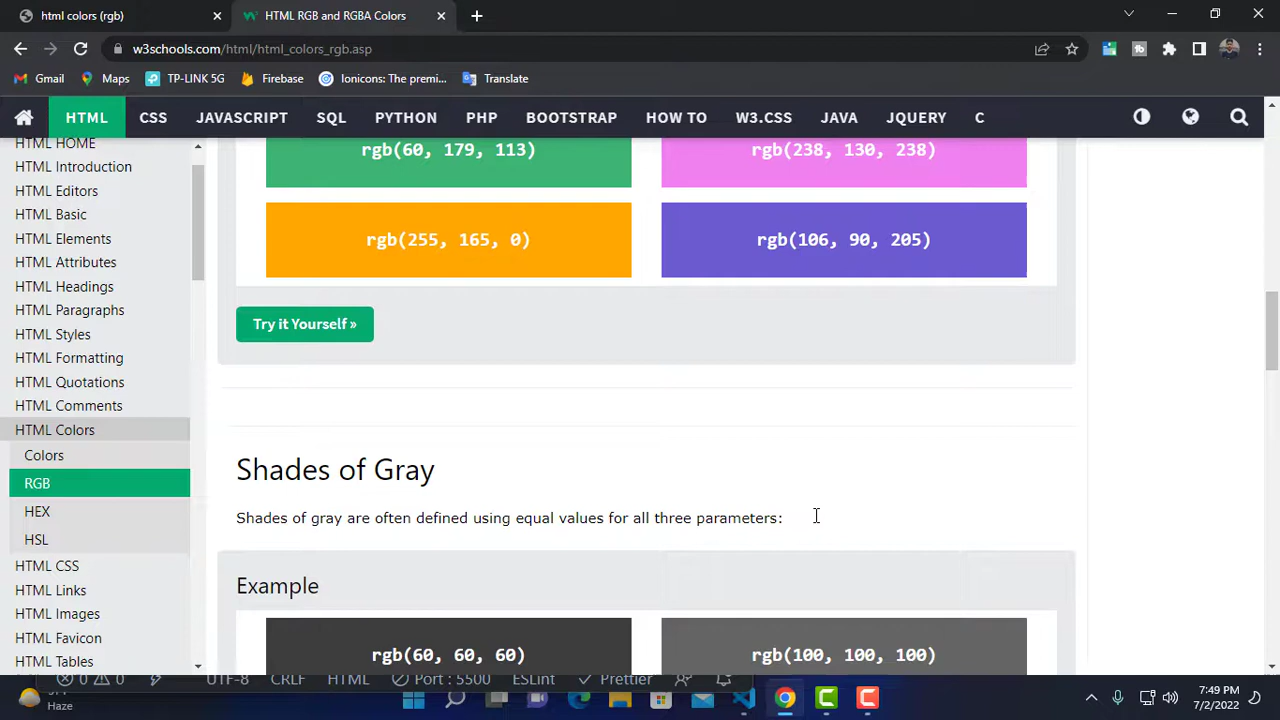 html colors (rgb)
HTML RGB and RGBA Colors
w3schools.com/html/html_colors_rgb.asp
Gmail Maps TP-LINK 5G Firebase Ionicons: The premi... Translate
HTML CSS JAVASCRIPT SQL PYTHON PHP BOOTSTRAP HOW TO W3.CSS JAVA JQUERY C
HTML HOME
HTML Introduction
HTML Editors
HTML Basic
HTML Elements
HTML Attributes
HTML Headings
HTML Paragraphs
HTML Styles
HTML Formatting
HTML Quotations
HTML Comments
HTML Colors
Colors
RGB
HEX
HSL
HTML CSS
HTML Links
HTML Images
HTML Favicon
HTML Tables
rgb(60, 179, 113) rgb(238, 130, 238)
rgb(255, 165, 0) rgb(106, 90, 205)
Try it Yourself »
Shades of Gray
Shades of gray are often defined using equal values for all three parameters:
Example
rgb(60, 60, 60) rgb(100, 100, 100)
0 0 UTF-8 CRLF HTML Port : 5500 ESLint Prettier
Haze
7:49 PM
7/2/2022